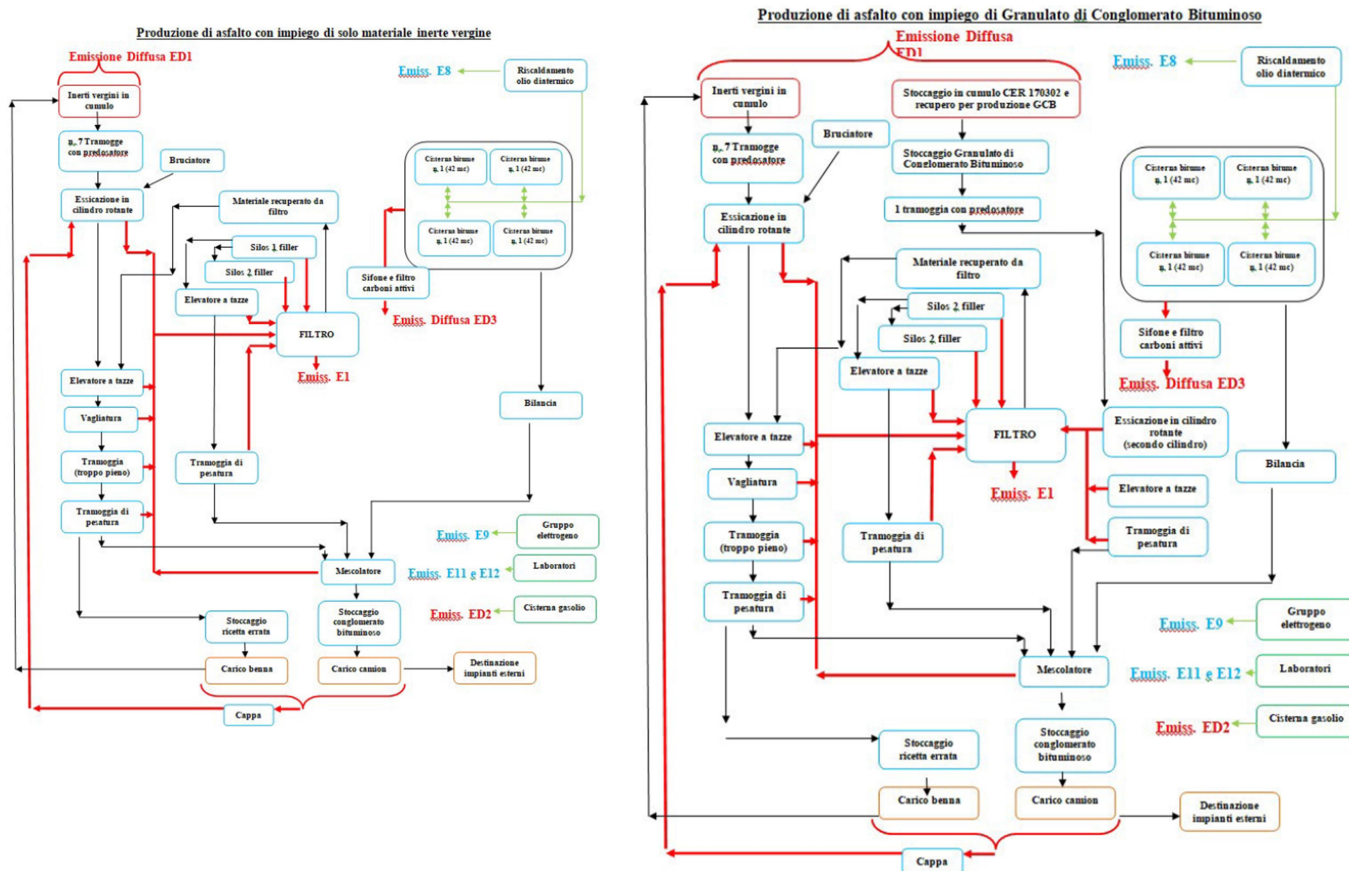 Produzione di asfalto con impiego di solo materiale inerte vergine
Emissione Diffusa ED1
Emiss. E8
Riscaldamento
olio diatermico
Inerti vergini in
cumulo
n. 7 Tramogge
con predosatore
Bruciatore
Cisterna bitume
n. 1 (42 mc)
Cisterna bitume
n. 1 (42 mc)
Cisterna bitume
n. 1 (42 mc)
Cisterna bitume
n. 1 (42 mc)
Essicazione in
cilindro rotante
Materiale recuperato da
filtro
Silos 1 filler
Silos 2 filler
Elevatore a tazze
Sifone e filtro
carboni attivi
Emiss. Diffusa ED3
FILTRO
Emiss. E1
Elevatore a tazze
Vagliatura
Bilancia
Tramoggia
(troppo pieno)
Tramoggia di
pesatura
Tramoggia di
pesatura
Emiss. E9
Gruppo
elettrogeno
Mescolatore
Emiss. E11 e E12
Laboratori
Stoccaggio
ricetta errata
Stoccaggio
conglomerato
bituminoso
Emiss. ED2
Cisterna gasolio
Carico benna
Carico camion
Destinazione
impianti esterni
Cappa
Produzione di asfalto con impiego di Granulato di Conglomerato Bituminoso
Emissione Diffusa
ED1
Emiss. E8
Riscaldamento
olio diatermico
Inerti vergini in
cumulo
Stoccaggio in cumulo CER 170302 e
recupero per produzione GCB
n. 7 Tramogge
con predosatore
Bruciatore
Stoccaggio Granulato di
Conglomerato Bituminoso
Cisterna bitume
n. 1 (42 mc)
Cisterna bitume
n. 1 (42 mc)
Cisterna bitume
n. 1 (42 mc)
Cisterna bitume
n. 1 (42 mc)
Essicazione in
cilindro rotante
1 tramoggia con predosatore
Materiale recuperato da
filtro
Silos 2 filler
Silos 2 filler
Elevatore a tazze
Sifone e filtro
carboni attivi
Emiss. Diffusa ED3
Elevatore a tazze
FILTRO
Essicazione in cilindro
rotante
(secondo cilindro)
Bilancia
Vagliatura
Emiss. E1
Elevatore a tazze
Tramoggia
(troppo pieno)
Tramoggia di
pesatura
Tramoggia di
pesatura
Tramoggia di
pesatura
Emiss. E9
Gruppo
elettrogeno
Mescolatore
Emiss. E11 e E12
Laboratori
Emiss. ED2
Cisterna gasolio
Stoccaggio
ricetta errata
Stoccaggio
conglomerato
bituminoso
Carico benna
Carico camion
Destinazione
impianti esterni
Cappa